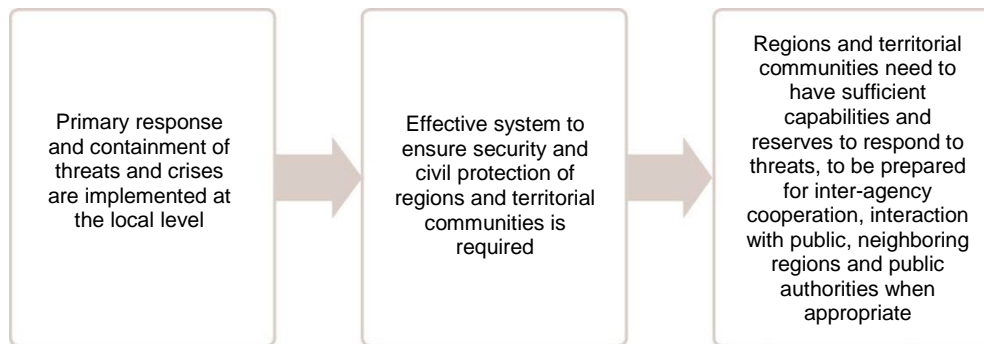 Primary response
and containment of
threats and crises
are implemented at
the local level
Effective system to
ensure security and
civil protection of
regions and territorial
communities is
required
Regions and territorial
communities need to
have sufficient
capabilities and
reserves to respond to
threats, to be prepared
for inter-agency
cooperation, interaction
with public, neighboring
regions and public
authorities when
appropriate